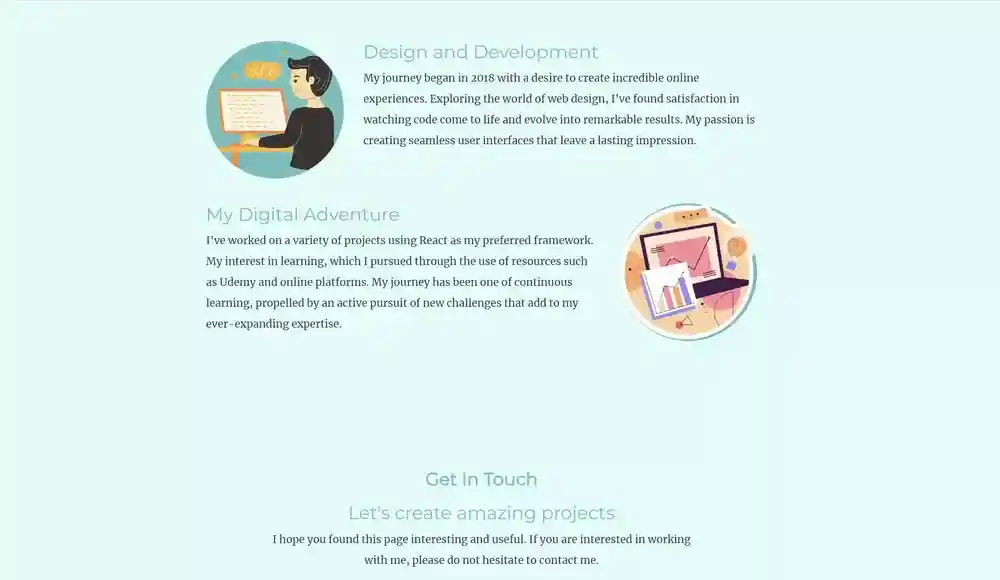 Design and Development
My journey began in 2018 with a desire to create incredible online
experiences. Exploring the world of web design, I've found satisfaction in
watching code come to life and evolve into remarkable results. My passion is
creating seamless user interfaces that leave a lasting impression.
My Digital Adventure
I've worked on a variety of projects using React as my preferred framework.
My interest in learning, which I pursued through the use of resources such
as Udemy and online platforms. My journey has been one of continuous
learning, propelled by an active pursuit of new challenges that add to my
ever-expanding expertise.
Get In Touch
Let's create amazing projects
I hope you found this page interesting and useful. If you are interested in working
with me, please do not hesitate to contact me.